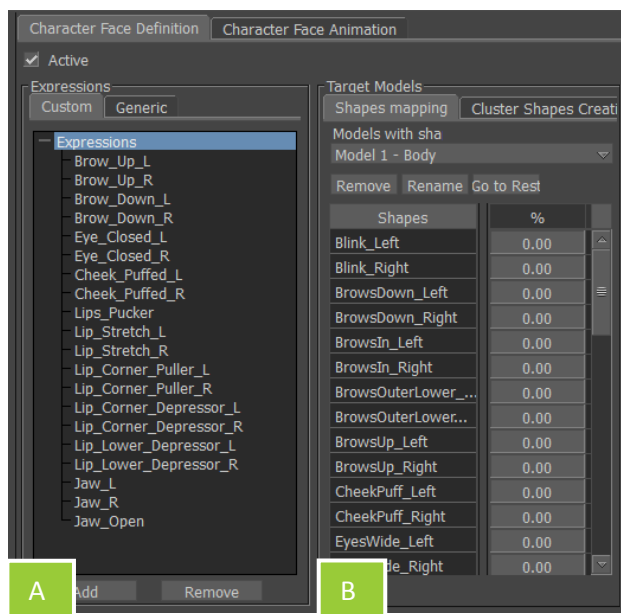 Character Face Definition Character Face Animation
Active
Expressions
Custom Generic
Expressions
Brow_Up_L
Brow_Up_R
Brow_Down_L
Brow_Down_R
Eye_Closed_L
Eye_Closed_R
Cheek_Puffed_L
Cheek_Puffed_R
Lips_Pucker
Lip_Stretch_L
Lip_Stretch_R
Lip_Corner_Puller_L
Lip_Corner_Puller_R
Lip_Corner_Depressor_L
Lip_Corner_Depressor_R
Lip_Lower_Depressor_L
Lip_Lower_Depressor_R
Jaw_L
Jaw_R
Jaw_Open
A
Add Remove
Target Models
Shapes mapping Cluster Shapes Creati
Models with sha
Model 1 - Body
Remove Rename Go to Rest
Shapes %
Blink_Left 0.00
Blink_Right 0.00
BrowsDown_Left 0.00
BrowsDown_Right 0.00
BrowsIn_Left 0.00
BrowsIn_Right 0.00
BrowsOuterLower_... 0.00
BrowsOuterLower... 0.00
BrowsUp_Left 0.00
BrowsUp_Right 0.00
CheekPuff_Left 0.00
CheekPuff_Right 0.00
EyesWide_Left 0.00
de_Right 0.00
B